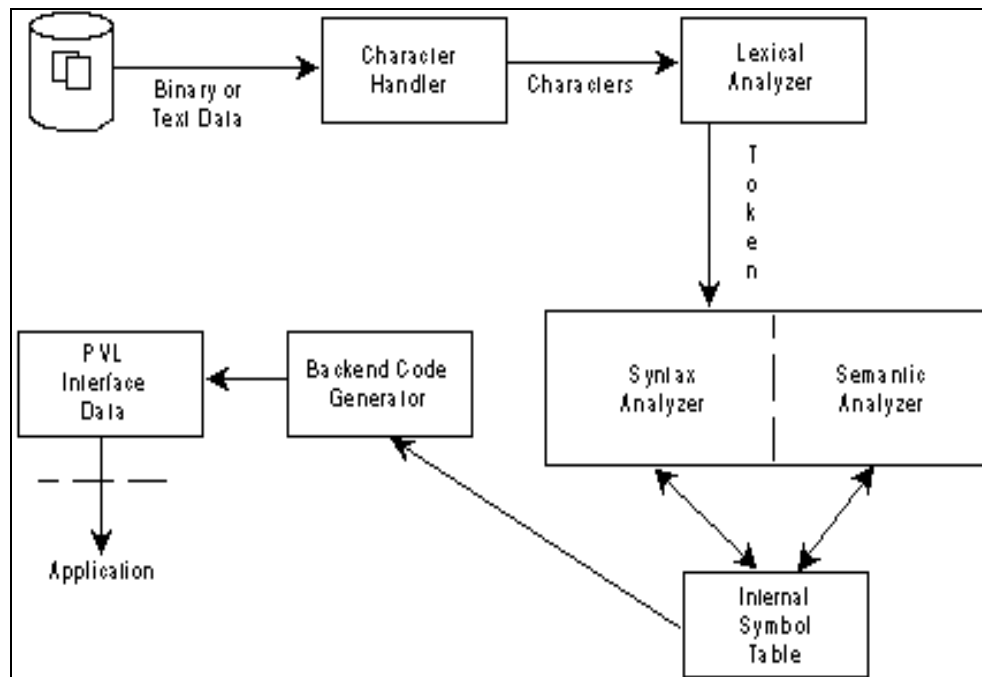 Character
Handler
Lexical
Analyzer
Binary or
Text Data
Characters
Token
PVL
Interface
Data
Backend Code
Generator
Syntax
Analyzer
Semantic
Analyzer
Application
Internal
Symbol
Table